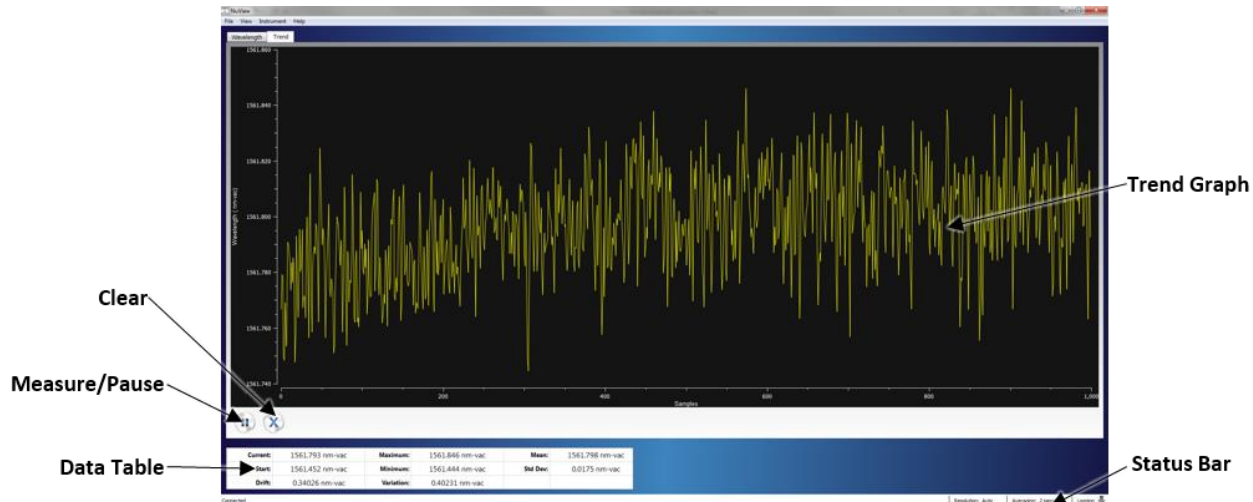 NuView
File View Instrument Help
Wavelength Trend
1561.860
1561.840
1561.820
1561.800
1561.780
1561.760
1561.740
Wavelength ( nm-vac)
0 200 400 600 800 1,000
Samples
Trend Graph
Clear
Measure/Pause
Data Table
Status Bar
Current: 1561.793 nm-vac Maximum: 1561.846 nm-vac Mean: 1561.798 nm-vac
Start: 1561.452 nm-vac Minimum: 1561.444 nm-vac Std Dev: 0.0175 nm-vac
Drift: 0.34026 nm-vac Variation: 0.40231 nm-vac
Connected Resolution: Auto Averaging: Logging: